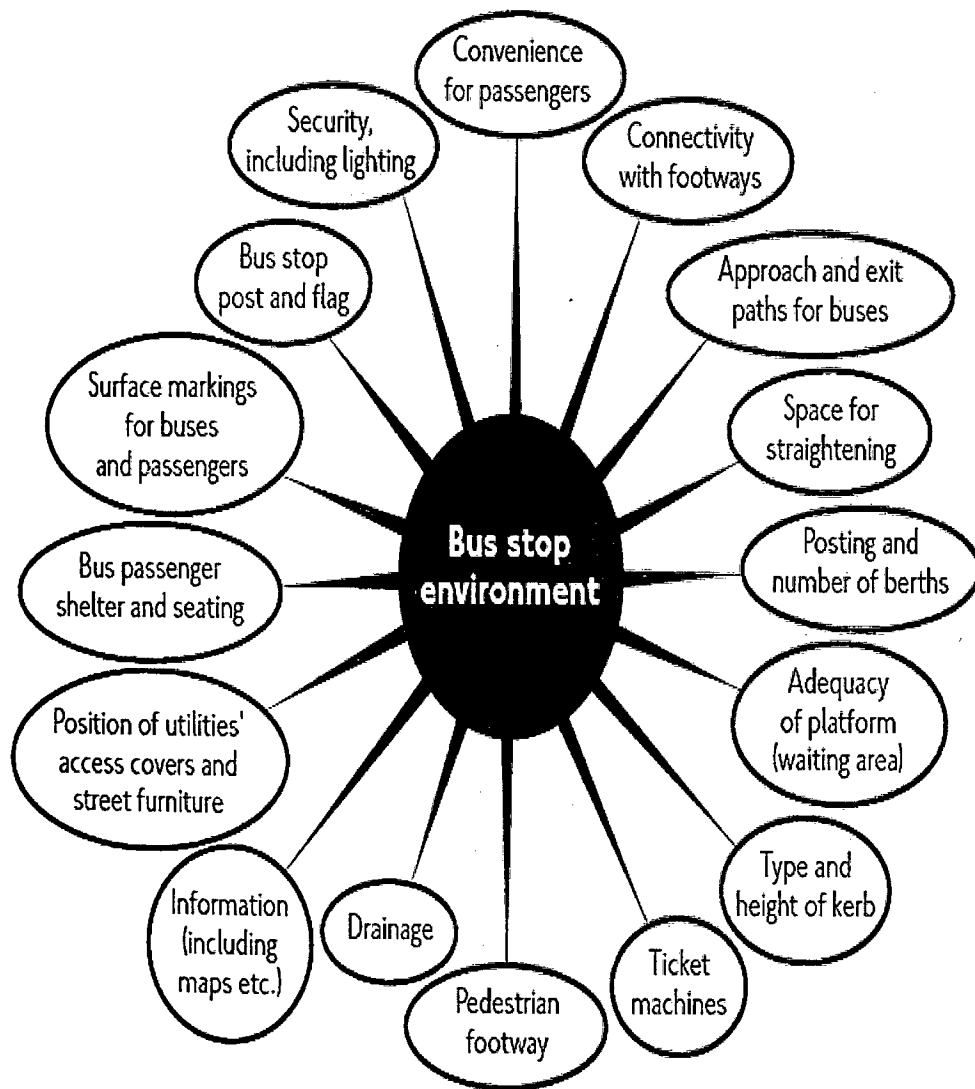 Convenience
for passengers
Connectivity
with footways
Approach and exit
paths for buses
Space for
straightening
Posting and
number of berths
Adequacy
of platform
(waiting area)
Type and
height of kerb
Ticket
machines
Pedestrian
footway
Drainage
Information
(including
maps etc.)
Position of utilities'
access covers and
street furniture
Bus passenger
shelter and seating
Surface markings
for buses
and passengers
Bus stop
post and flag
Security,
including lighting
Bus stop
environment